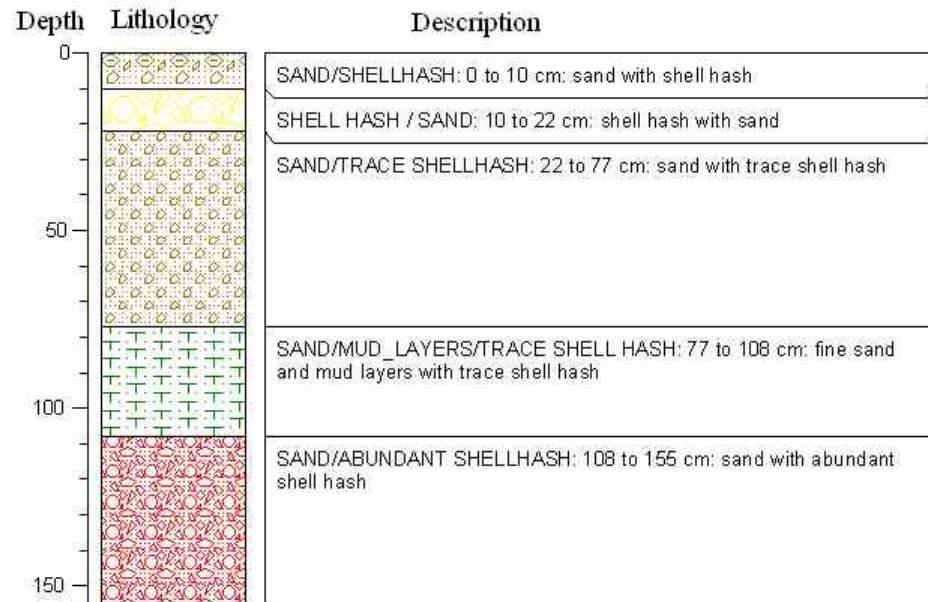 Depth Lithology Description
0
SAND/SHELLHASH: 0 to 10 cm: sand with shell hash
SHELL HASH / SAND: 10 to 22 cm: shell hash with sand
SAND/TRACE SHELLHASH: 22 to 77 cm: sand with trace shell hash
50
SAND/MUD_LAYERS/TRACE SHELL HASH: 77 to 108 cm: fine sand
and mud layers with trace shell hash
100
SAND/ABUNDANT SHELLHASH: 108 to 155 cm: sand with abundant
shell hash
150